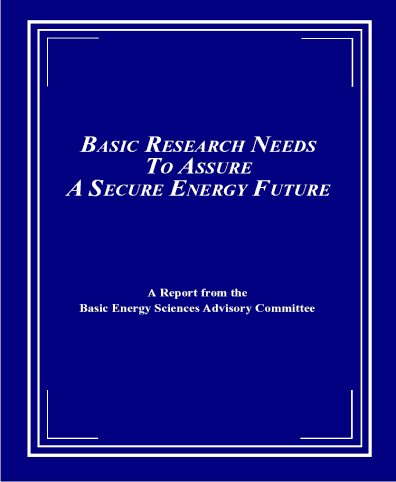 BASIC RESEARCH NEEDS
TO ASSURE
A SECURE ENERGY FUTURE
A Report from the
Basic Energy Sciences Advisory Committee